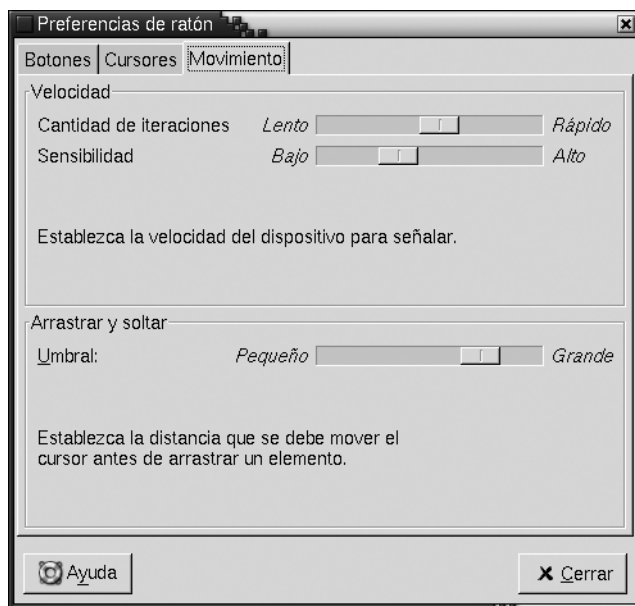 Preferencias de ratón
Botones Cursores Movimiento
Velocidad
Cantidad de iteraciones Lento Rápido
Sensibilidad Bajo Alto
Establezca la velocidad del dispositivo para señalar.
Arrastrar y soltar
Umbral: Pequeño Grande
Establezca la distancia que se debe mover el
cursor antes de arrastrar un elemento.
Ayuda Cerrar